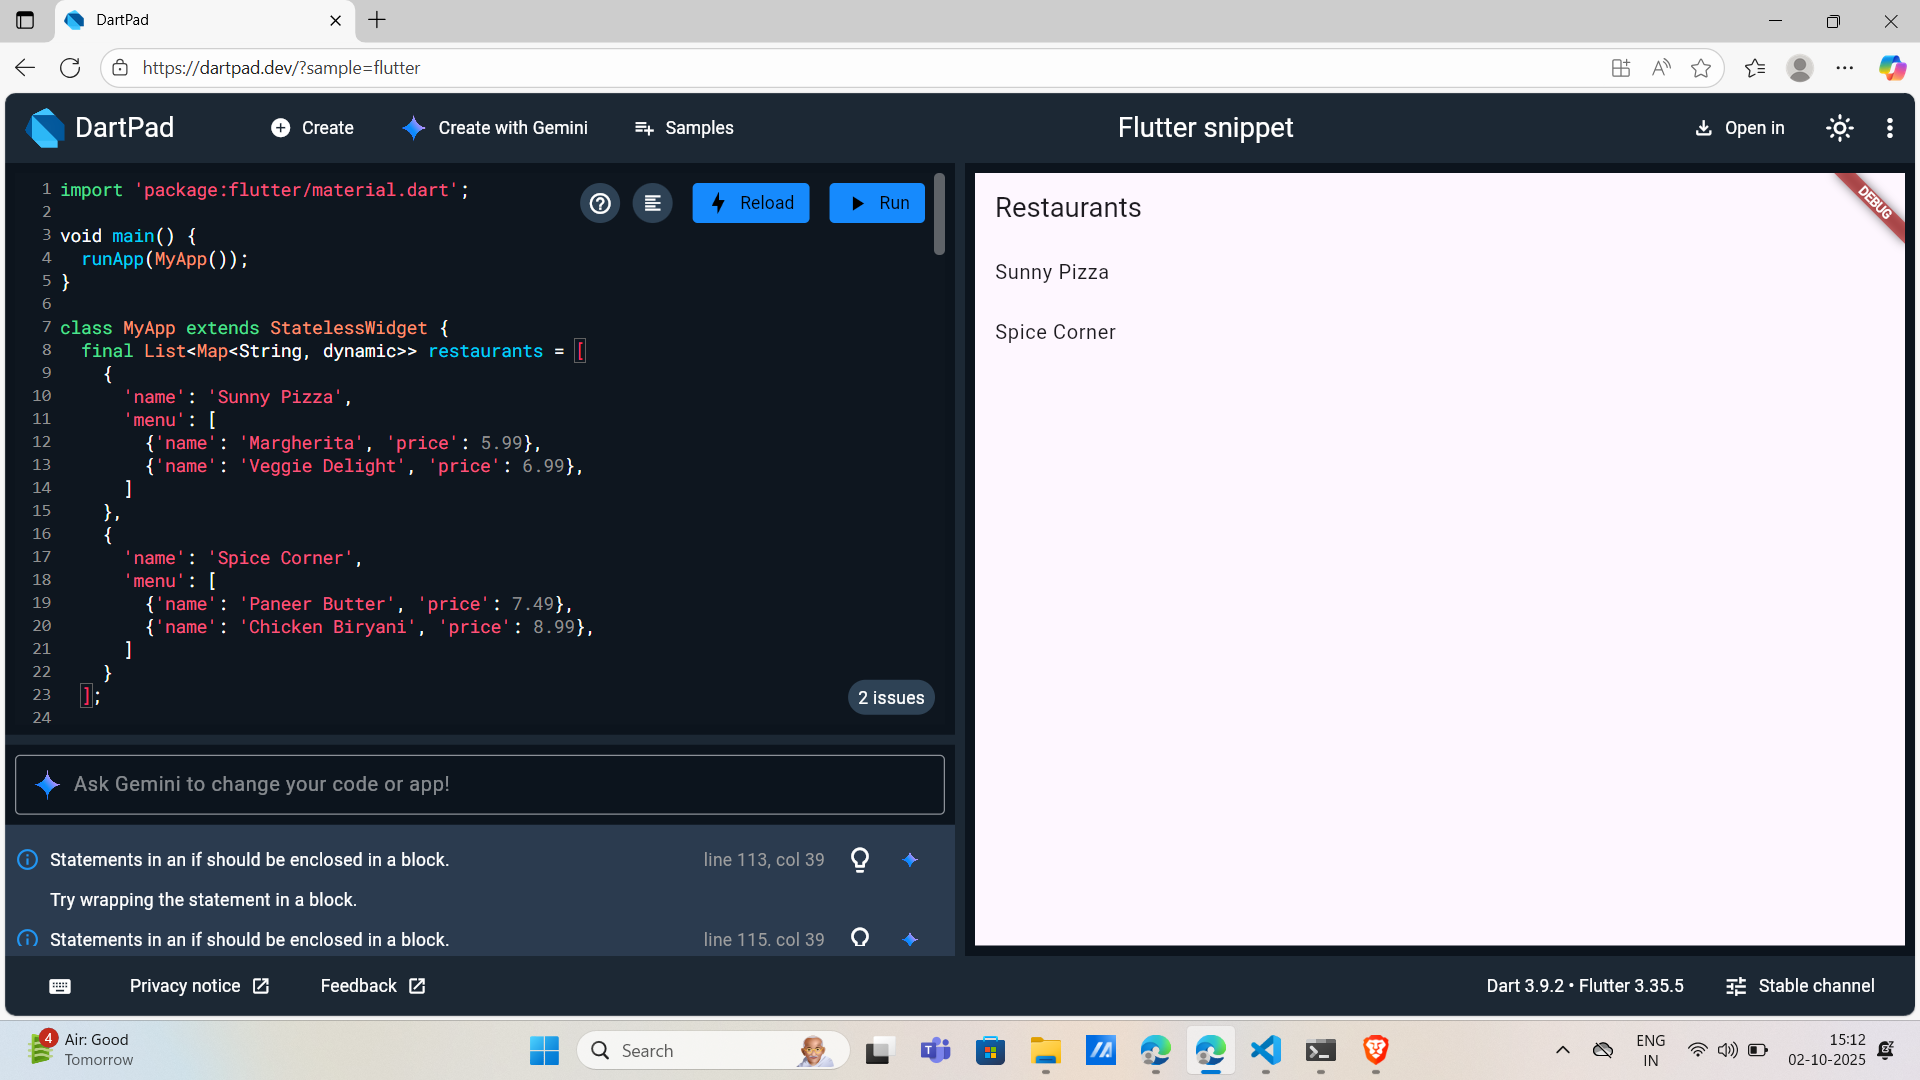 DartPad
https://dartpad.dev/?sample=flutter
DartPad
Create
Create with Gemini
Samples
Flutter snippet
Open in
1 import 'package:flutter/material.dart';
2
3 void main() {
4 runApp(MyApp());
5 }
6
7 class MyApp extends StatelessWidget {
8 final List<Map<String, dynamic>> restaurants = [
9 {
10 'name': 'Sunny Pizza',
11 'menu': [
12 {'name': 'Margherita', 'price': 5.99},
13 {'name': 'Veggie Delight', 'price': 6.99},
14 ]
15 },
16 {
17 'name': 'Spice Corner',
18 'menu': [
19 {'name': 'Paneer Butter', 'price': 7.49},
20 {'name': 'Chicken Biryani', 'price': 8.99},
21 ]
22 }
23 ];
24
Reload
Run
2 issues
Ask Gemini to change your code or app!
Statements in an if should be enclosed in a block. line 113, col 39
Try wrapping the statement in a block.
Statements in an if should be enclosed in a block. line 115. col 39
Restaurants
DEBUG
Sunny Pizza
Spice Corner
Privacy notice
Feedback
Dart 3.9.2 • Flutter 3.35.5
Stable channel
4
Air: Good
Tomorrow
Search
ENG
IN
15:12
02-10-2025